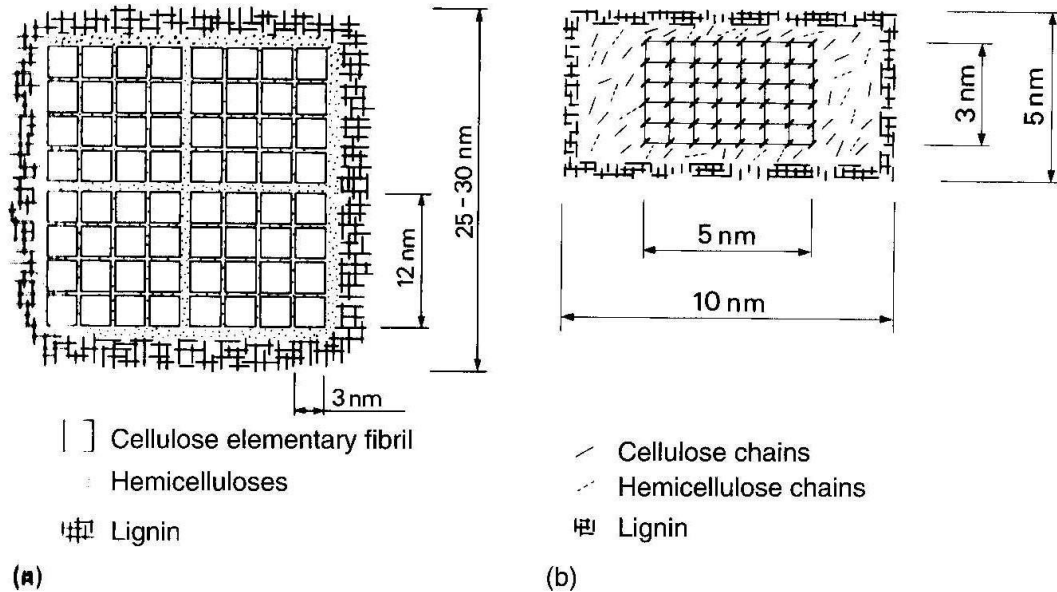 25 - 30 nm
12 nm
3 nm
Cellulose elementary fibril
Hemicelluloses
Lignin
(a)
3 nm
5 nm
5 nm
10 nm
Cellulose chains
Hemicellulose chains
Lignin
(b)